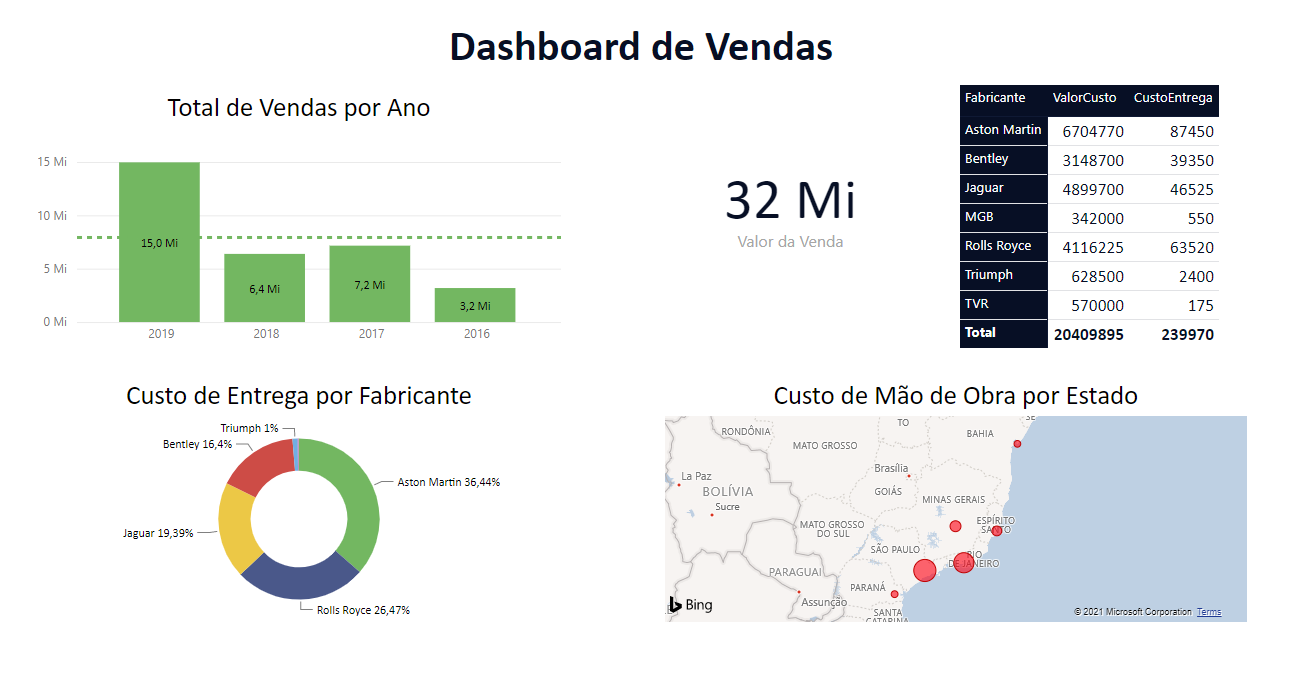 Dashboard de Vendas
Total de Vendas por Ano
15 Mi
10 Mi
5 Mi
0 Mi
15,0 Mi
6,4 Mi
7,2 Mi
3,2 Mi
2019
2018
2017
2016
32 Mi
Valor da Venda
Fabricante ValorCusto CustoEntrega
Aston Martin 6704770 87450
Bentley 3148700 39350
Jaguar 4899700 46525
MGB 342000 550
Rolls Royce 4116225 63520
Triumph 628500 2400
TVR 570000 175
Total 20409895 239970
Custo de Entrega por Fabricante
Triumph 1%
Bentley 16,4%
Aston Martin 36,44%
Jaguar 19,39%
Rolls Royce 26,47%
Custo de Mão de Obra por Estado
SE
TO
RONDÔNIA
BAHIA
MATO GROSSO
Brasília
La Paz
BOLÍVIA
GOIÁS
MINAS GERAIS
Sucre
MATO GROSSO
DO SUL
ESPÍRITO
SANTO
SÃO PAULO
RIO
DE JANEIRO
PARAGUAI
PARANÁ
Assunção
SANTA
CATARINA
Bing
© 2021 Microsoft Corporation Terms